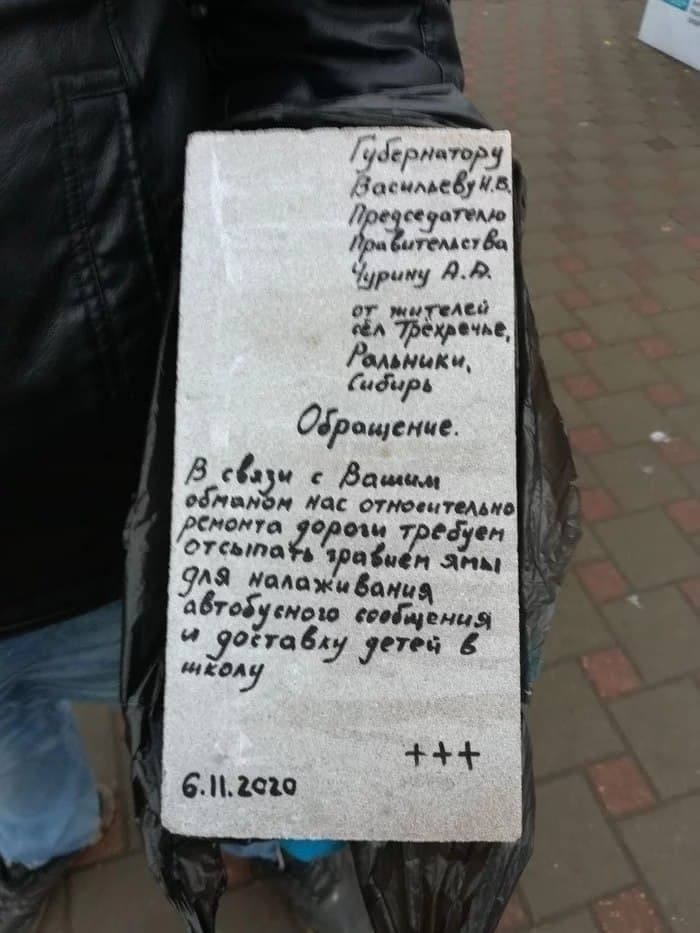 Губернатору
Васильеву И.В.
Председателю
Правительства
Чурину А.А.
от жителей
сёл Трёхречье,
Ральники,
Сибирь
Обращение.
В связи с Вашим
обманом нас относительно
ремонта дороги требуем
отсыпать гравием ямы
для налаживания
автобусного сообщения
и доставку детей в
школу
+++
6.11.2020